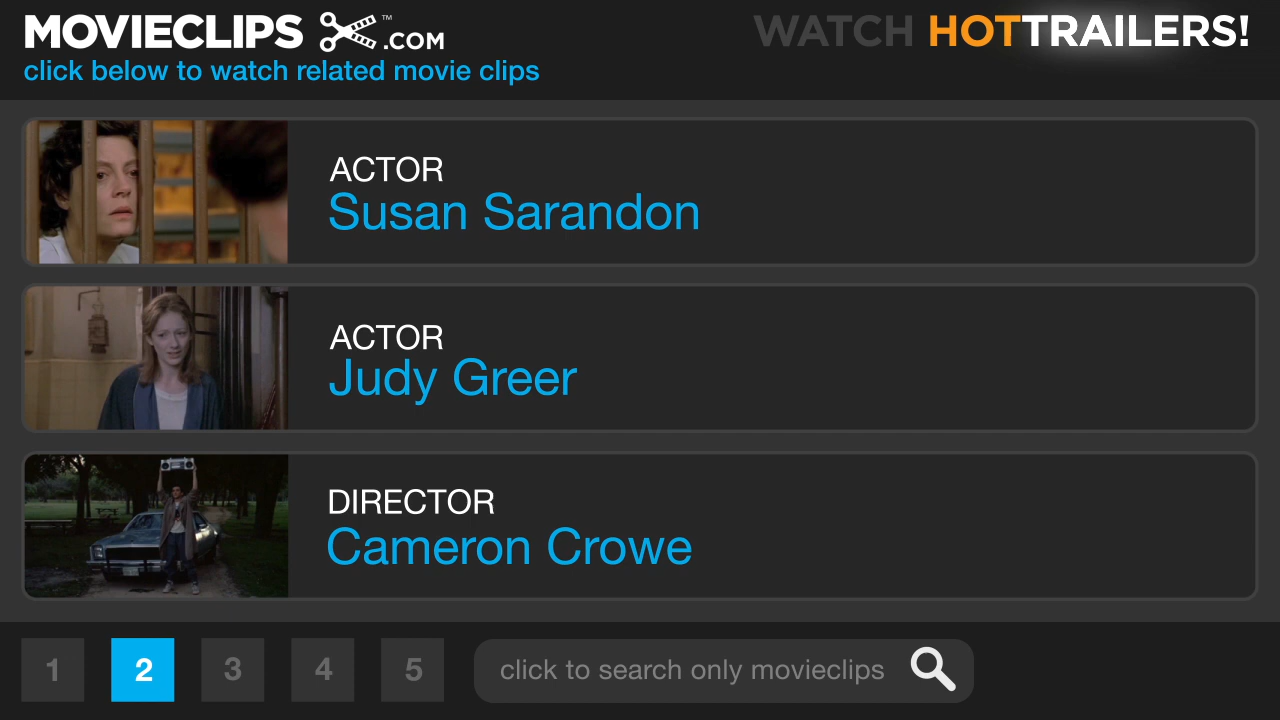 MOVIECLIPS ™ .COM
WATCH HOTTRAILERS!
click below to watch related movie clips
ACTOR
Susan Sarandon
ACTOR
Judy Greer
DIRECTOR
Cameron Crowe
1 2 3 4 5
click to search only movieclips